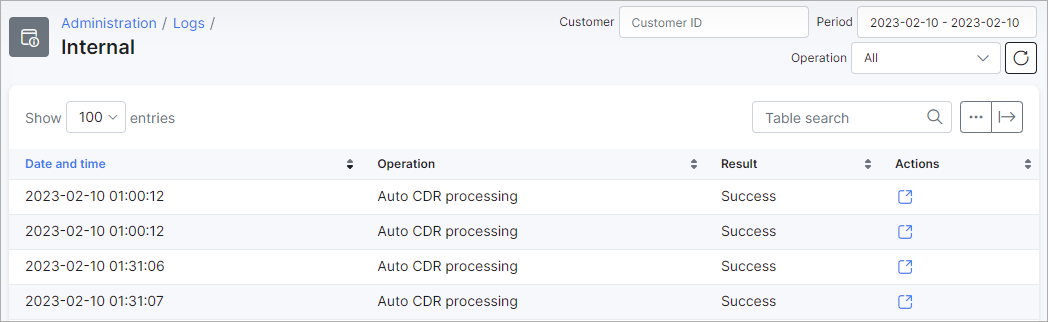 Administration / Logs /
Internal
Customer Customer ID Period 2023-02-10 - 2023-02-10
Operation All
Show 100 entries
Table search
Date and time Operation Result Actions
2023-02-10 01:00:12 Auto CDR processing Success
2023-02-10 01:00:12 Auto CDR processing Success
2023-02-10 01:31:06 Auto CDR processing Success
2023-02-10 01:31:07 Auto CDR processing Success